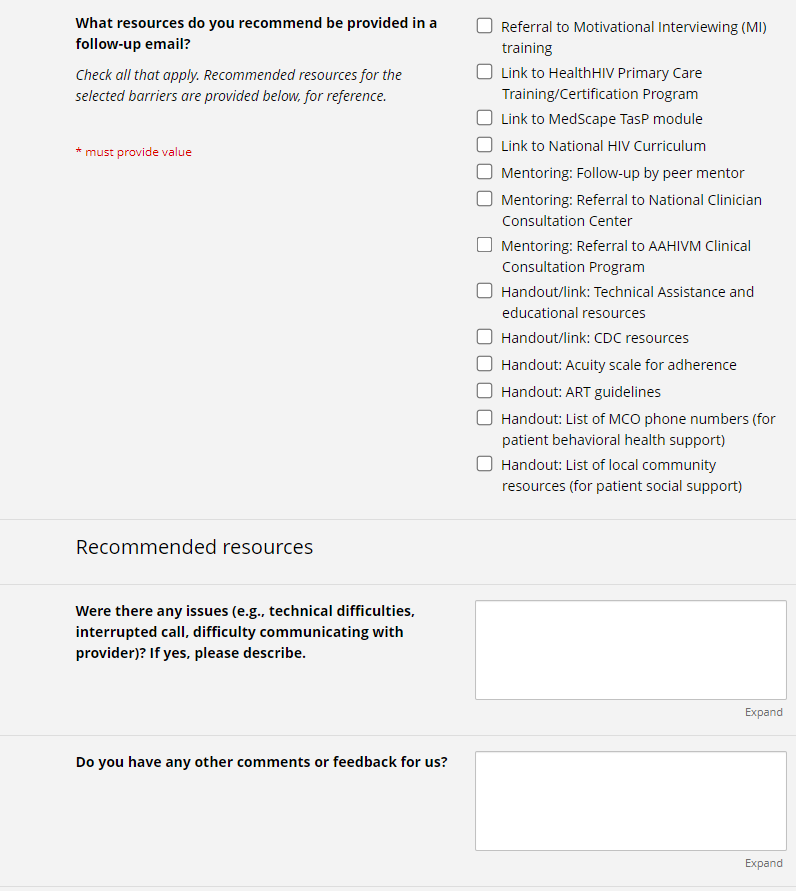 What resources do you recommend be provided in a
follow-up email?
Check all that apply. Recommended resources for the
selected barriers are provided below, for reference.
* must provide value
Referral to Motivational Interviewing (MI)
training
Link to HealthHIV Primary Care
Training/Certification Program
Link to MedScape TasP module
Link to National HIV Curriculum
Mentoring: Follow-up by peer mentor
Mentoring: Referral to National Clinician
Consultation Center
Mentoring: Referral to AAHIVM Clinical
Consultation Program
Handout/link: Technical Assistance and
educational resources
Handout/link: CDC resources
Handout: Acuity scale for adherence
Handout: ART guidelines
Handout: List of MCO phone numbers (for
patient behavioral health support)
Handout: List of local community
resources (for patient social support)
Recommended resources
Were there any issues (e.g., technical difficulties,
interrupted call, difficulty communicating with
provider)? If yes, please describe.
Expand
Do you have any other comments or feedback for us?
Expand